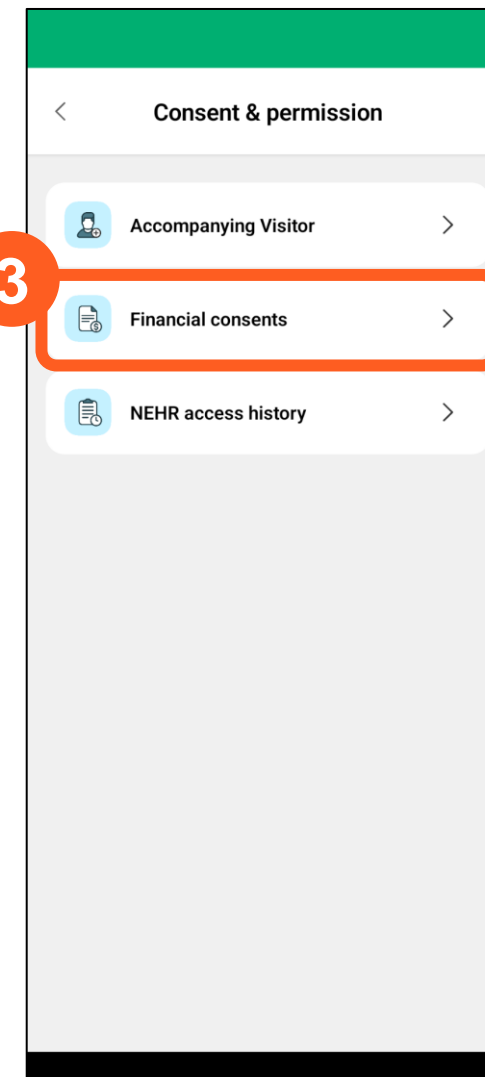 Consent & permission
Accompanying Visitor
3
Financial consents
NEHR access history